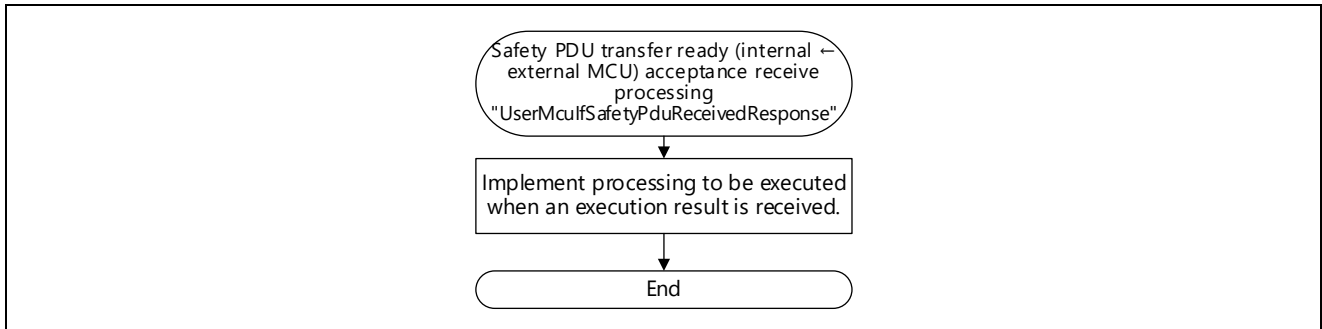 Safety PDU transfer ready (internal ←
external MCU) acceptance receive
processing
"UserMcuIfSafetyPduReceivedResponse"
Implement processing to be executed
when an execution result is received.
End